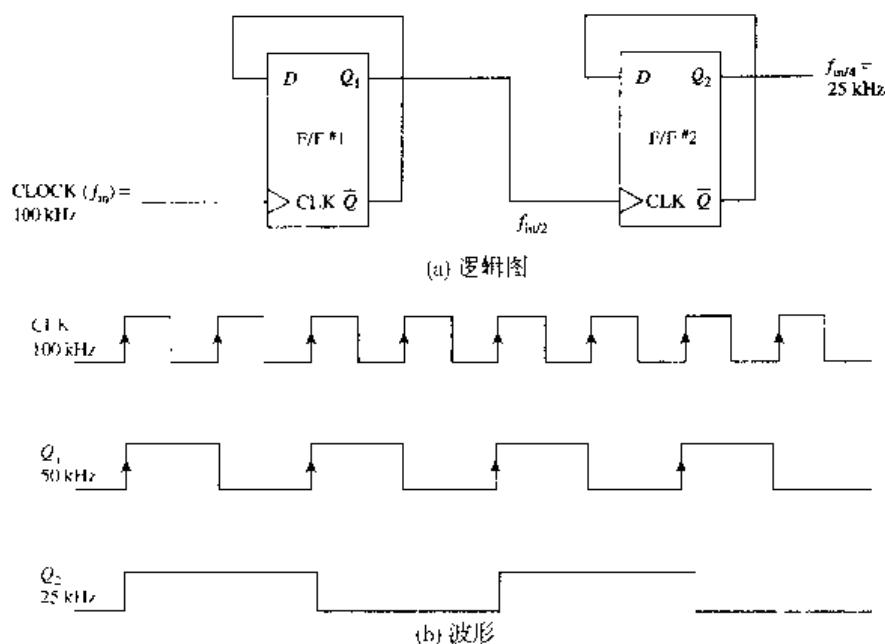 D Q₁
F/F #1
CLK Q̅
CLOCK (fᵢₙ) =
100 kHz
fᵢₙ/₂
D Q₂
F/F #2
CLK Q̅
fᵢₙ/₄ =
25 kHz
(a) 逻辑图
CLK
100 kHz
Q₁
50 kHz
Q₂
25 kHz
(b) 波形